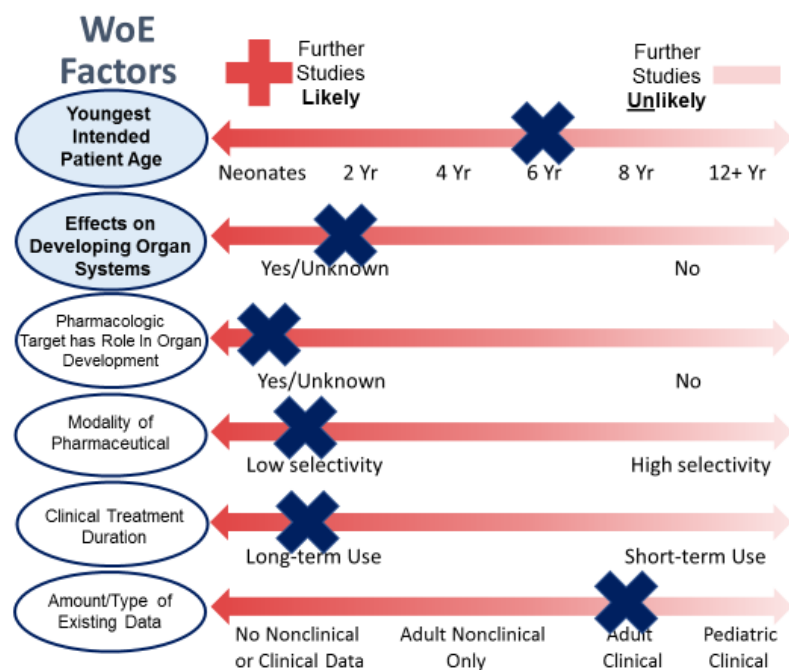 WoE
Factors
Further
Studies
Likely
Further
Studies
Unlikely
Youngest
Intended
Patient Age
Neonates 2 Yr 4 Yr 6 Yr 8 Yr 12+ Yr
Effects on
Developing Organ
Systems
Yes/Unknown No
Pharmacologic
Target has Role In Organ
Development
Yes/Unknown No
Modality of
Pharmaceutical
Low selectivity High selectivity
Clinical Treatment
Duration
Long-term Use Short-term Use
Amount/Type of
Existing Data
No Nonclinical
or Clinical Data
Adult Nonclinical
Only
Adult
Clinical
Pediatric
Clinical